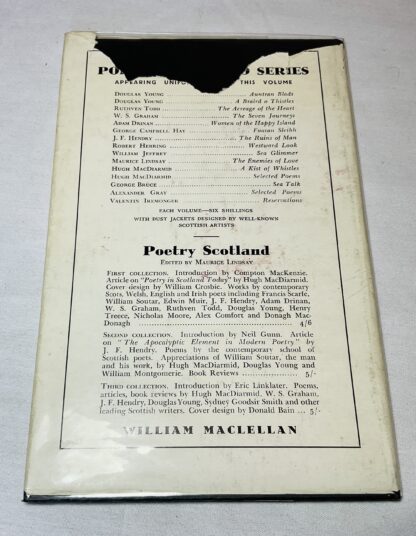 PO SERIES
APPEARING UNIFO THIS VOLUME
DOUGLAS YOUNG ... Auntran Blads
DOUGLAS YOUNG ... A Braird o Thistles
RUTHVEN TODD ... The Acreage of the Heart
W. S. GRAHAM ... The Seven Journeys
ADAM DRINAN ... Women of the Happy Island
GEORGE CAMPBELL HAY ... Fuaran Sleibh
J. F. HENDRY ... The Ruins of Man
ROBERT HERRING ... Westward Look
WILLIAM JEFFREY ... Sea Glimmer
MAURICE LINDSAY ... The Enemies of Love
HUGH MACDIARMID ... A Kist of Whistles
HUGH MACDIARMID ... Selected Poems
GEORGE BRUCE ... Sea Talk
ALEXANDER GRAY ... Selected Poems
VALENTIN IREMONGER ... Reservations
EACH VOLUME—SIX SHILLINGS
WITH DUST JACKETS DESIGNED BY WELL-KNOWN
SCOTTISH ARTISTS
Poetry Scotland
EDITED BY MAURICE LINDSAY
FIRST COLLECTION. Introduction by Compton MacKenzie.
Article on "Poetry in Scotland Today" by Hugh MacDiarmid.
Cover design by William Crosbie. Works by contemporary
Scots, Welsh, English and Irish poets including Francis Scarfe,
William Soutar, Edwin Muir, J. F. Hendry, Adam Drinan,
W. S. Graham, Ruthven Todd, Douglas Young, Henry
Treece, Nicholas Moore, Alex Comfort and Donagh Mac-
Donagh ... 4/6
SECOND COLLECTION. Introduction by Neil Gunn. Article
on "The Apocalyptic Element in Modern Poetry" by
J. F. Hendry. Poems by the contemporary school of
Scottish poets. Appreciations of William Soutar, the man
and his work, by Hugh MacDiarmid, Douglas Young and
William Montgomerie. Book Reviews ... 5/-
THIRD COLLECTION. Introduction by Eric Linklater. Poems,
articles, book reviews by Hugh MacDiarmid, W. S. Graham,
J. F. Hendry, Douglas Young, Sydney Goodsir Smith and other
leading Scottish writers. Cover design by Donald Bain ... 5/-
WILLIAM MACLELLAN